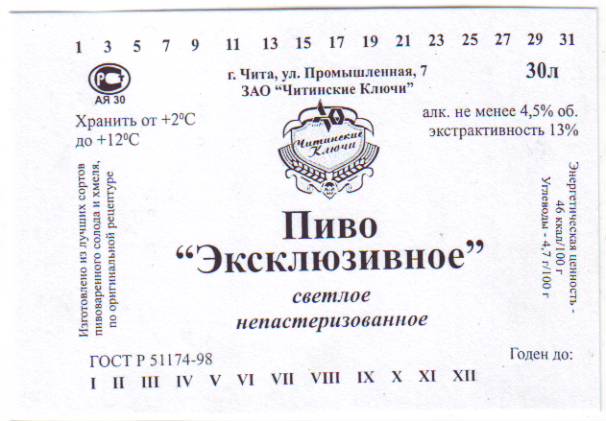 1 3 5 7 9 11 13 15 17 19 21 23 25 27 29 31
РСТ
АЯ 30
г. Чита, ул. Промышленная, 7
ЗАО “Читинские Ключи”
30л
Хранить от +2⁰С
до +12⁰С
алк. не менее 4,5% об.
экстрактивность 13%
Читинские
Ключи
Изготовлено из лучших сортов
пивоваренного солода и хмеля,
по оригинальной рецептуре
Пиво
“Эксклюзивное”
светлое
непастеризованное
Энергетическая ценность -
46 ккал/100 г
Углеводы - 4,7 г/100 г
ГОСТ Р 51174-98
Годен до:
I II III IV V VI VII VIII IX X XI XII